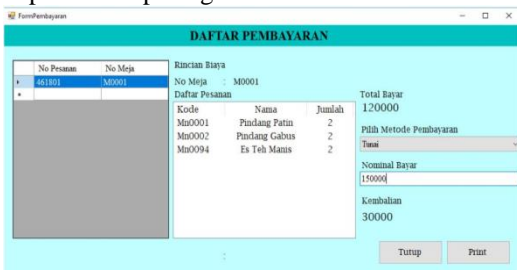 FormPembayaran
DAFTAR PEMBAYARAN
No Pesanan No Meja
461801 M0001
Rincian Biaya
No Meja : M0001
Daftar Pesanan
Kode Nama Jumlah
Mn0001 Pindang Patin 2
Mn0002 Pindang Gabus 2
Mn0094 Es Teh Manis 2
:
Total Bayar
120000
Pilih Metode Pembayaran
Tunai
Nominal Bayar
150000
Kembalian
30000
Tutup Print